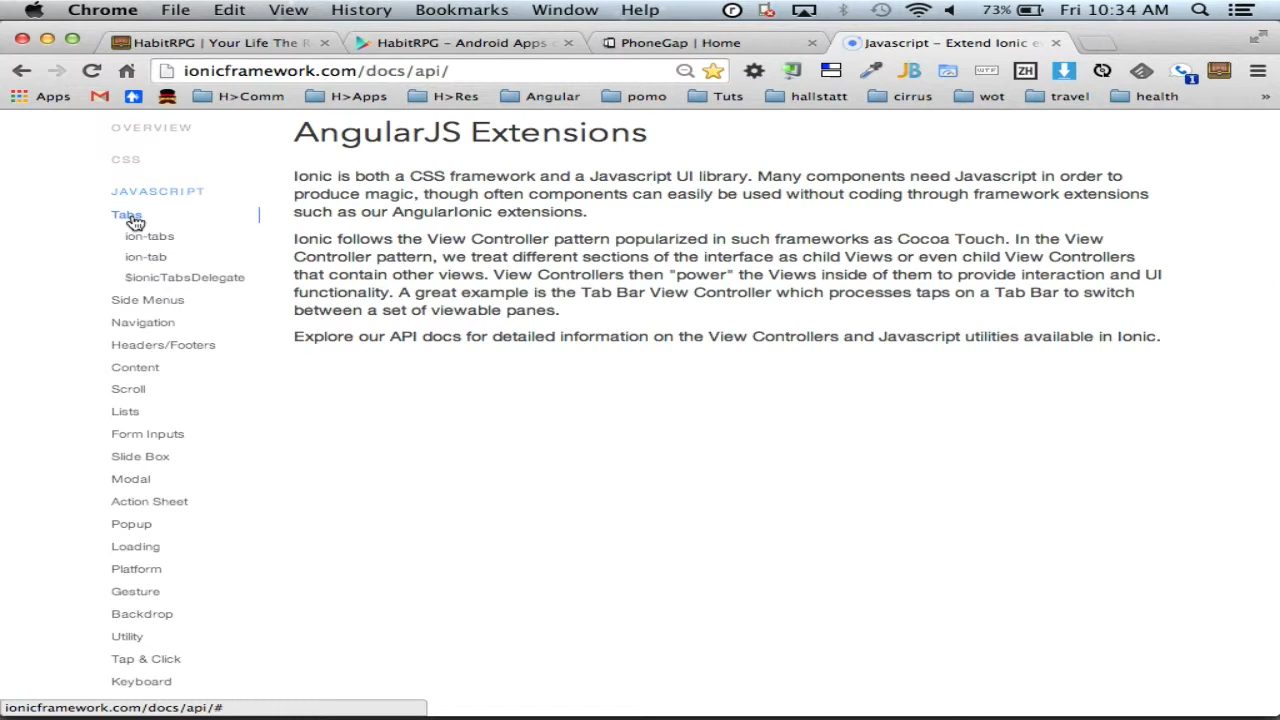 Chrome File Edit View History Bookmarks Window Help 73% Fri 10:34 AM
HabitRPG | Your Life The R
HabitRPG – Android Apps
PhoneGap | Home
Javascript – Extend Ionic
ionicframework.com/docs/api/
JB WTF ZH 1
Apps H>Comm H>Apps H>Res Angular pomo Tuts hallstatt cirrus wot travel health »
OVERVIEW
CSS
JAVASCRIPT
Tabs
ion-tabs
ion-tab
$ionicTabsDelegate
Side Menus
Navigation
Headers/Footers
Content
Scroll
Lists
Form Inputs
Slide Box
Modal
Action Sheet
Popup
Loading
Platform
Gesture
Backdrop
Utility
Tap & Click
Keyboard
AngularJS Extensions
Ionic is both a CSS framework and a Javascript UI library. Many components need Javascript in order to
produce magic, though often components can easily be used without coding through framework extensions
such as our AngularIonic extensions.
Ionic follows the View Controller pattern popularized in such frameworks as Cocoa Touch. In the View
Controller pattern, we treat different sections of the interface as child Views or even child View Controllers
that contain other views. View Controllers then "power" the Views inside of them to provide interaction and UI
functionality. A great example is the Tab Bar View Controller which processes taps on a Tab Bar to switch
between a set of viewable panes.
Explore our API docs for detailed information on the View Controllers and Javascript utilities available in Ionic.
ionicframework.com/docs/api/#